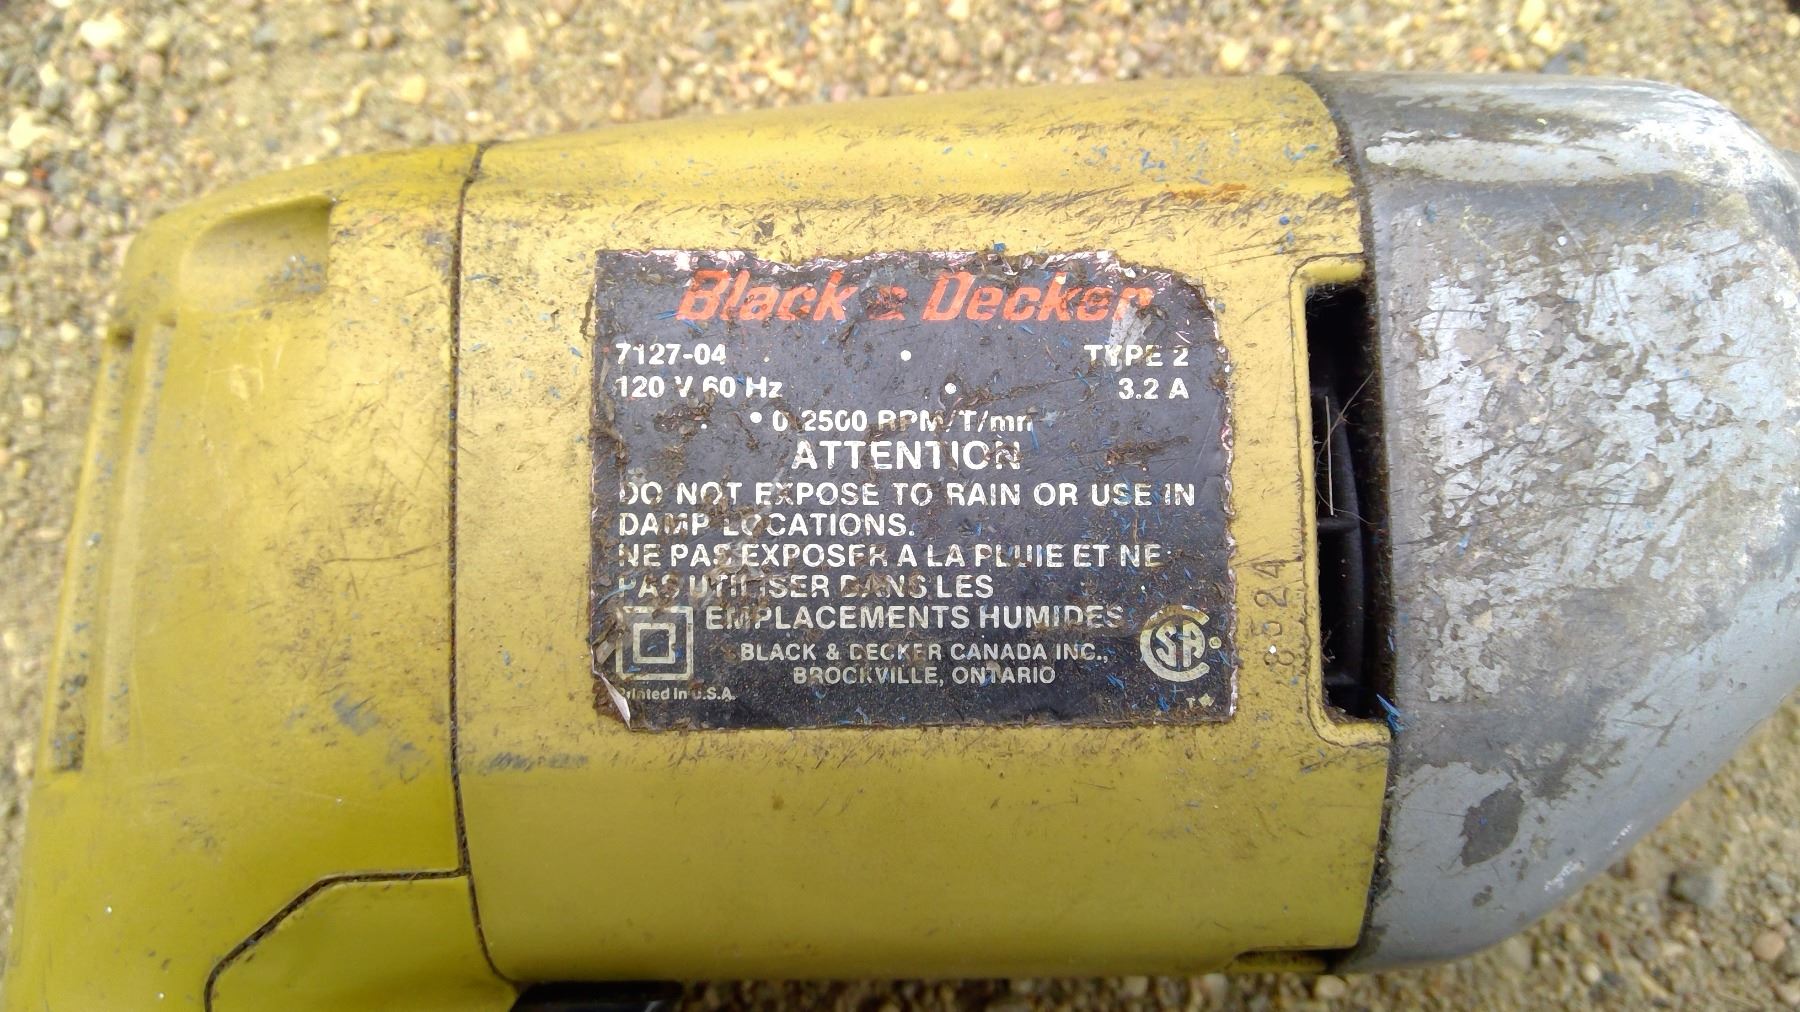 Black & Decker
7127-04 • TYPE 2
120 V 60 Hz • 3.2 A
• 0-2500 RPM/T/mn
ATTENTION
DO NOT EXPOSE TO RAIN OR USE IN
DAMP LOCATIONS.
NE PAS EXPOSER A LA PLUIE ET NE
PAS UTILISER DANS LES
EMPLACEMENTS HUMIDES
BLACK & DECKER CANADA INC.,
BROCKVILLE, ONTARIO
Printed in U.S.A.
CSA
8524